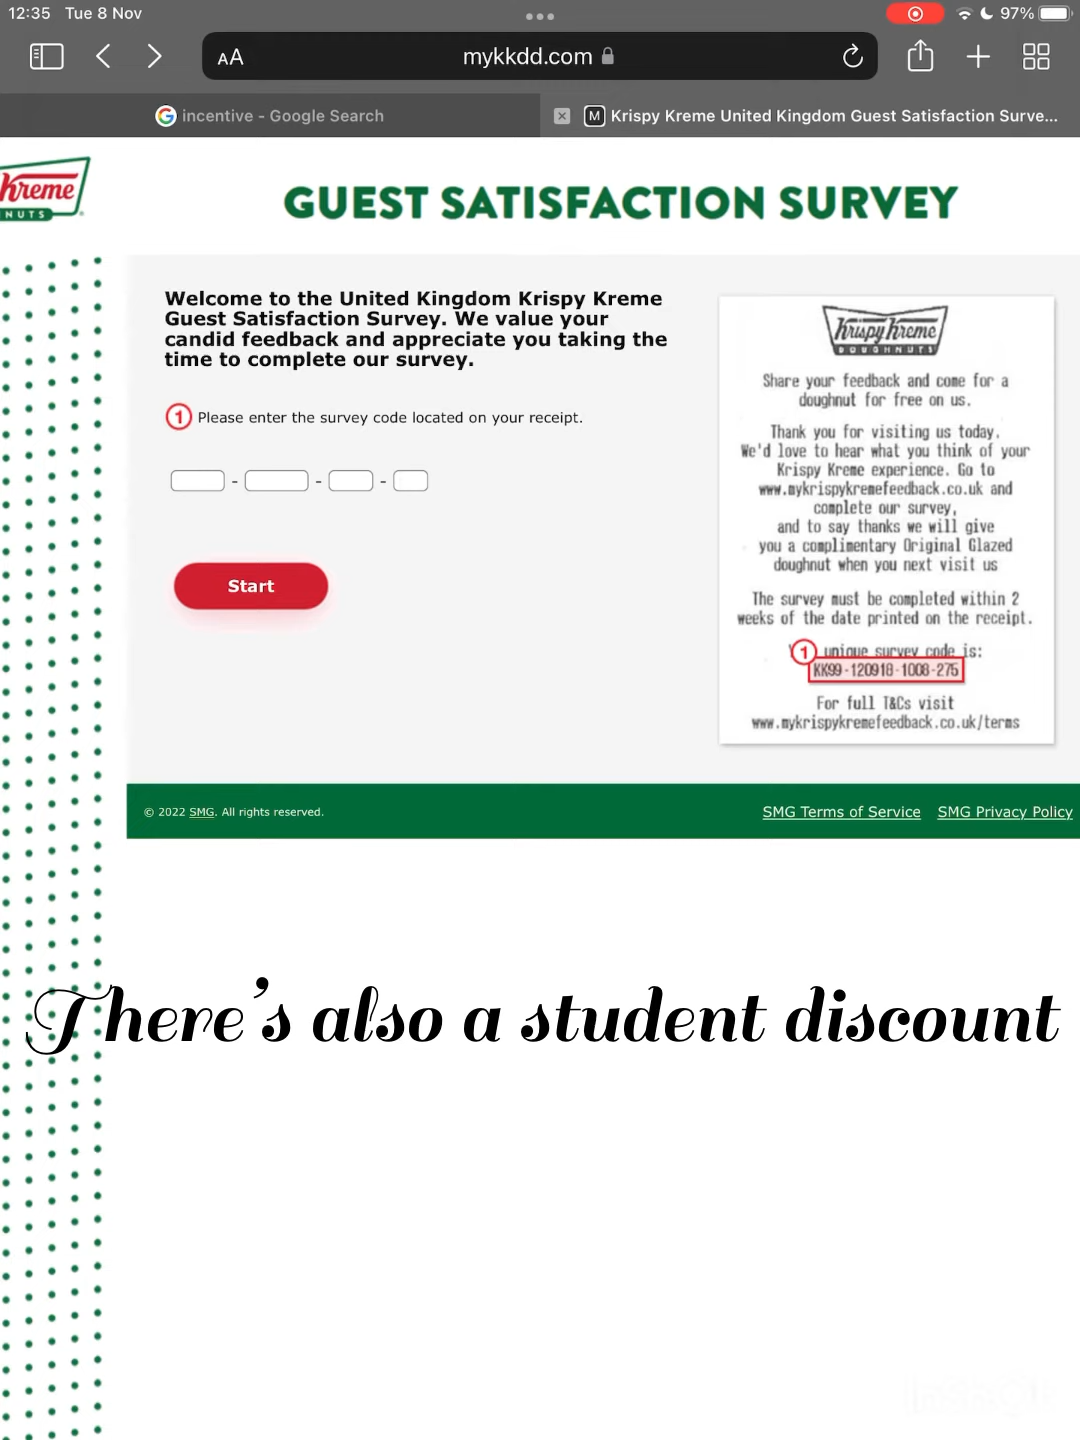 12:35 Tue 8 Nov
97%
AA
mykkdd.com
incentive - Google Search
M
Krispy Kreme United Kingdom Guest Satisfaction Surve...
Kreme
NUTS
GUEST SATISFACTION SURVEY
Welcome to the United Kingdom Krispy Kreme
Guest Satisfaction Survey. We value your
candid feedback and appreciate you taking the
time to complete our survey.
1 Please enter the survey code located on your receipt.
- - -
Start
Krispy Kreme
DOUGHNUTS
Share your feedback and come for a
doughnut for free on us.
Thank you for visiting us today.
We'd love to hear what you think of your
Krispy Kreme experience. Go to
www.mykrispykremefeedback.co.uk and
complete our survey,
and to say thanks we will give
you a complimentary Original Glazed
doughnut when you next visit us
The survey must be completed within 2
weeks of the date printed on the receipt.
1 unique survey code is:
KK99-120918-1008-275
For full T&Cs visit
www.mykrispykremefeedback.co.uk/terms
© 2022 SMG. All rights reserved.
SMG Terms of Service SMG Privacy Policy
There's also a student discount
InShOt